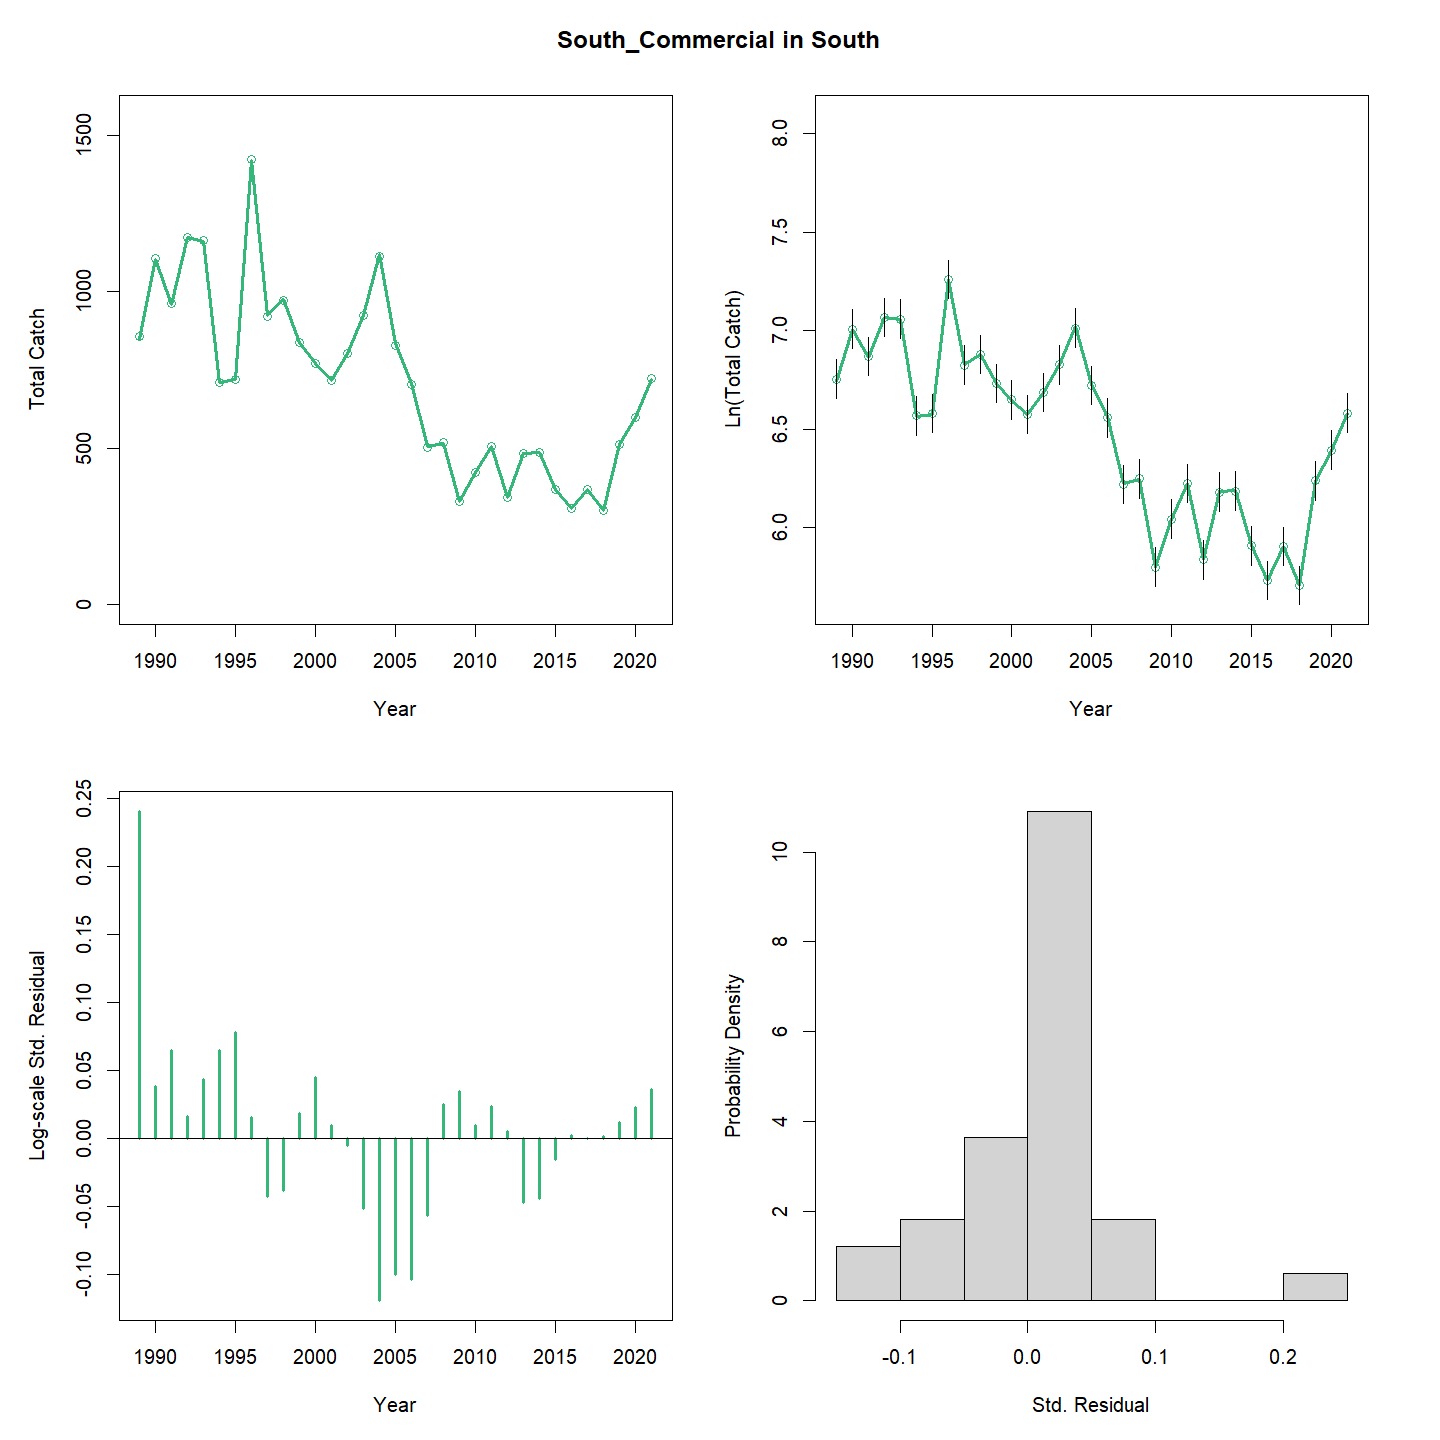 South_Commercial in South
Total Catch
1500
1000
500
0
1990 1995 2000 2005 2010 2015 2020
Year
Ln(Total Catch)
8.0
7.5
7.0
6.5
6.0
1990 1995 2000 2005 2010 2015 2020
Year
Log-scale Std. Residual
0.25
0.20
0.15
0.10
0.05
0.00
-0.05
-0.10
1990 1995 2000 2005 2010 2015 2020
Year
Probability Density
10
8
6
4
2
0
-0.1 0.0 0.1 0.2
Std. Residual